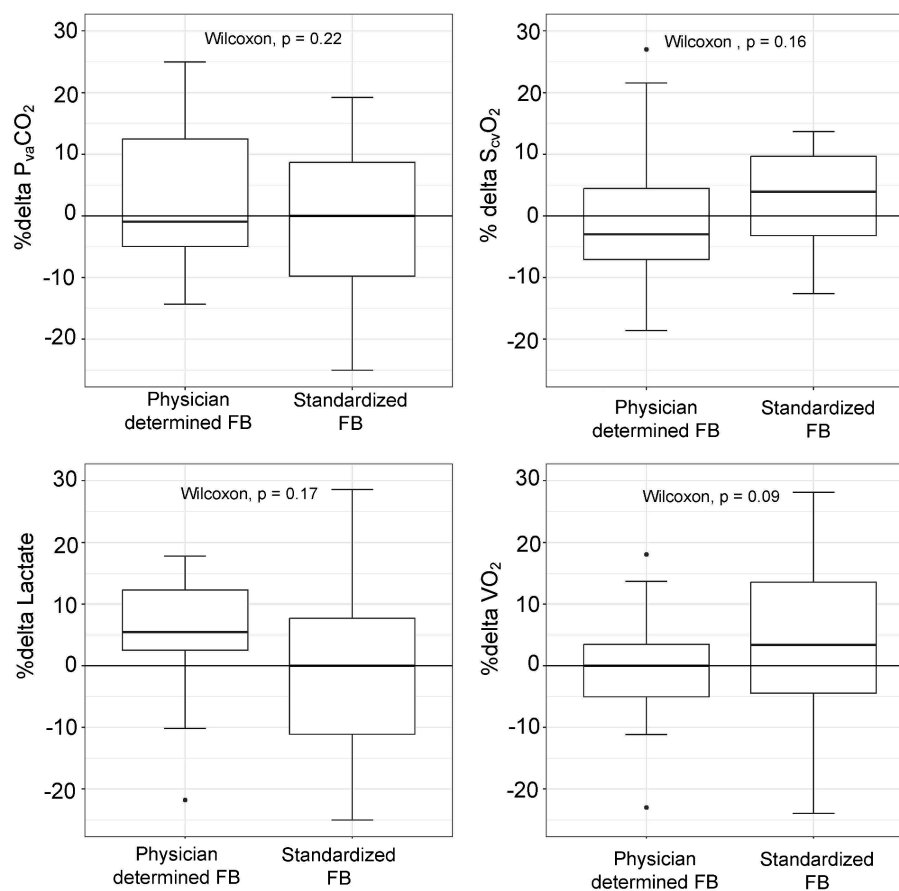 %delta PvaCO2
30
20
10
0
-10
-20
Wilcoxon, p = 0.22
Physician
determined FB
Standardized
FB
% delta ScvO2
30
20
10
0
-10
-20
Wilcoxon , p = 0.16
Physician
determined FB
Standardized
FB
%delta Lactate
30
20
10
0
-10
-20
Wilcoxon, p = 0.17
Physician
determined FB
Standardized
FB
%delta VO2
30
20
10
0
-10
-20
Wilcoxon, p = 0.09
Physician
determined FB
Standardized
FB